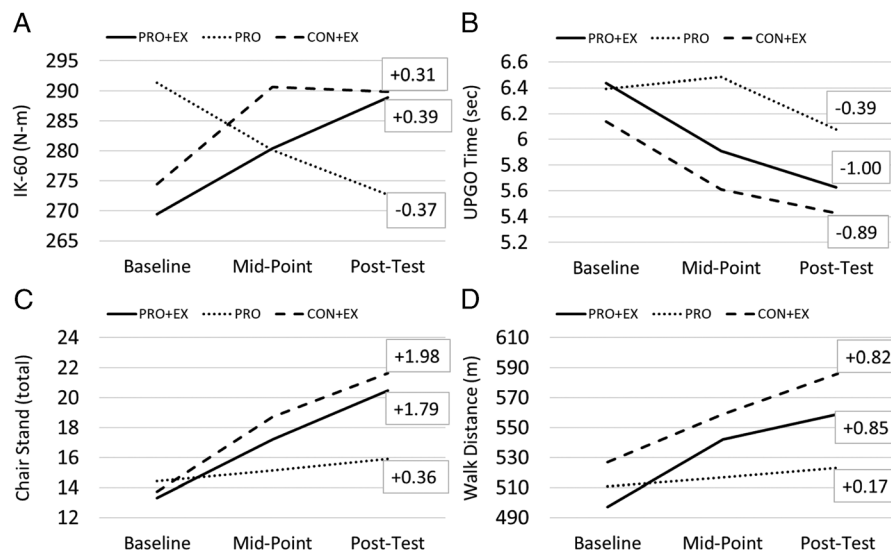 A
PRO+EX PRO CON+EX
IK-60 (N-m)
295
290
285
280
275
270
265
+0.31
+0.39
-0.37
Baseline Mid-Point Post-Test
B
PRO+EX PRO CON+EX
UPGO Time (sec)
6.6
6.4
6.2
6
5.8
5.6
5.4
5.2
-0.39
-1.00
-0.89
Baseline Mid-Point Post-Test
C
PRO+EX PRO CON+EX
Chair Stand (total)
24
22
20
18
16
14
12
+1.98
+1.79
+0.36
Baseline Mid-Point Post-Test
D
PRO+EX PRO CON+EX
Walk Distance (m)
610
590
570
550
530
510
490
+0.82
+0.85
+0.17
Baseline Mid-Point Post-Test